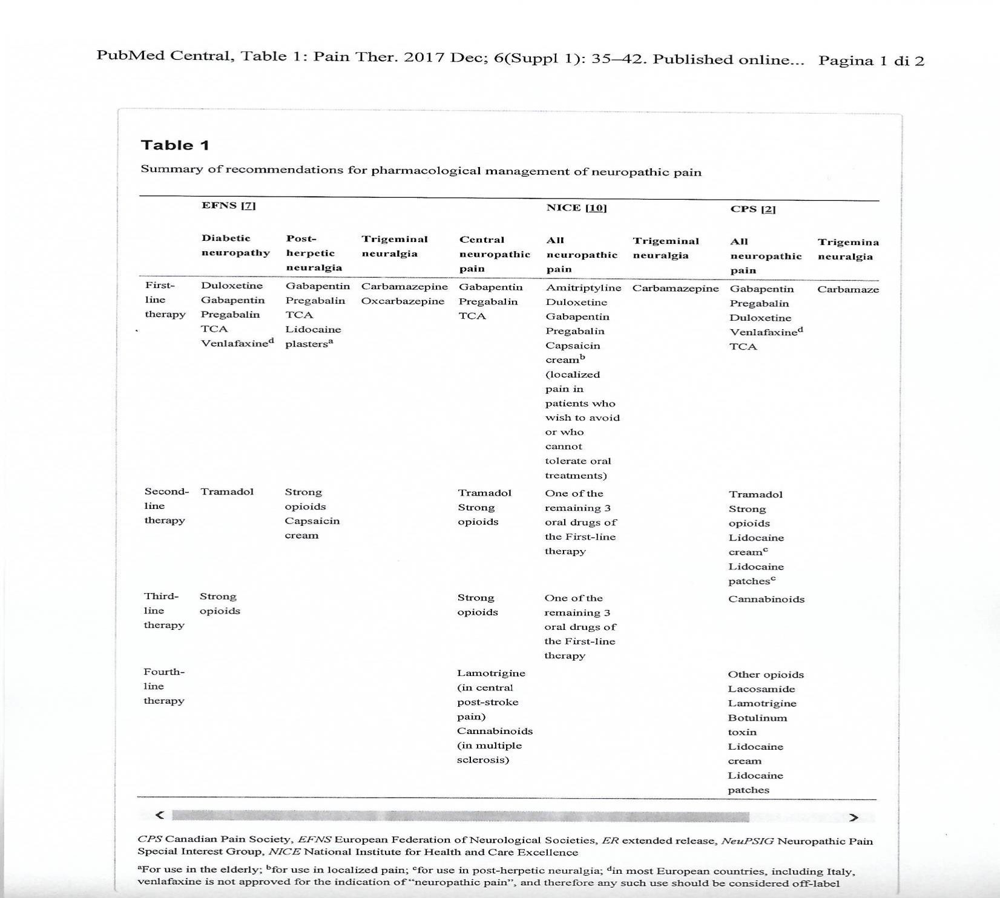 PubMed Central, Table 1: Pain Ther. 2017 Dec; 6(Suppl 1): 35–42. Published online... Pagina 1 di 2
Table 1
Summary of recommendations for pharmacological management of neuropathic pain
EFNS [7] NICE [10] CPS [2]
Diabetic Post- Trigeminal Central All Trigeminal All Trigemina
neuropathy herpetic neuralgia neuropathic neuropathic neuralgia neuropathic neuralgia
neuralgia pain pain pain
First- Duloxetine Gabapentin Carbamazepine Gabapentin Amitriptyline Carbamazepine Gabapentin Carbamaze
line Gabapentin Pregabalin Oxcarbazepine Pregabalin Duloxetine Pregabalin
therapy Pregabalin TCA TCA Gabapentin Duloxetine
TCA Lidocaine Pregabalin Venlafaxineᵈ
Venlafaxineᵈ plastersᵃ Capsaicin TCA
creamᵇ
(localized
pain in
patients who
wish to avoid
or who
cannot
tolerate oral
treatments)
Second- Tramadol Strong Tramadol One of the Tramadol
line opioids Strong remaining 3 Strong
therapy Capsaicin opioids oral drugs of opioids
cream the First-line Lidocaine
therapy creamᶜ
Lidocaine
patchesᶜ
Third- Strong Strong One of the Cannabinoids
line opioids opioids remaining 3
therapy oral drugs of
the First-line
therapy
Fourth- Lamotrigine Other opioids
line (in central Lacosamide
therapy post-stroke Lamotrigine
pain) Botulinum
Cannabinoids toxin
(in multiple Lidocaine
sclerosis) cream
Lidocaine
patches
< >
CPS Canadian Pain Society, EFNS European Federation of Neurological Societies, ER extended release, NeuPSIG Neuropathic Pain
Special Interest Group, NICE National Institute for Health and Care Excellence
ᵃFor use in the elderly; ᵇfor use in localized pain; ᶜfor use in post-herpetic neuralgia; ᵈin most European countries, including Italy,
venlafaxine is not approved for the indication of “neuropathic pain”, and therefore any such use should be considered off-label